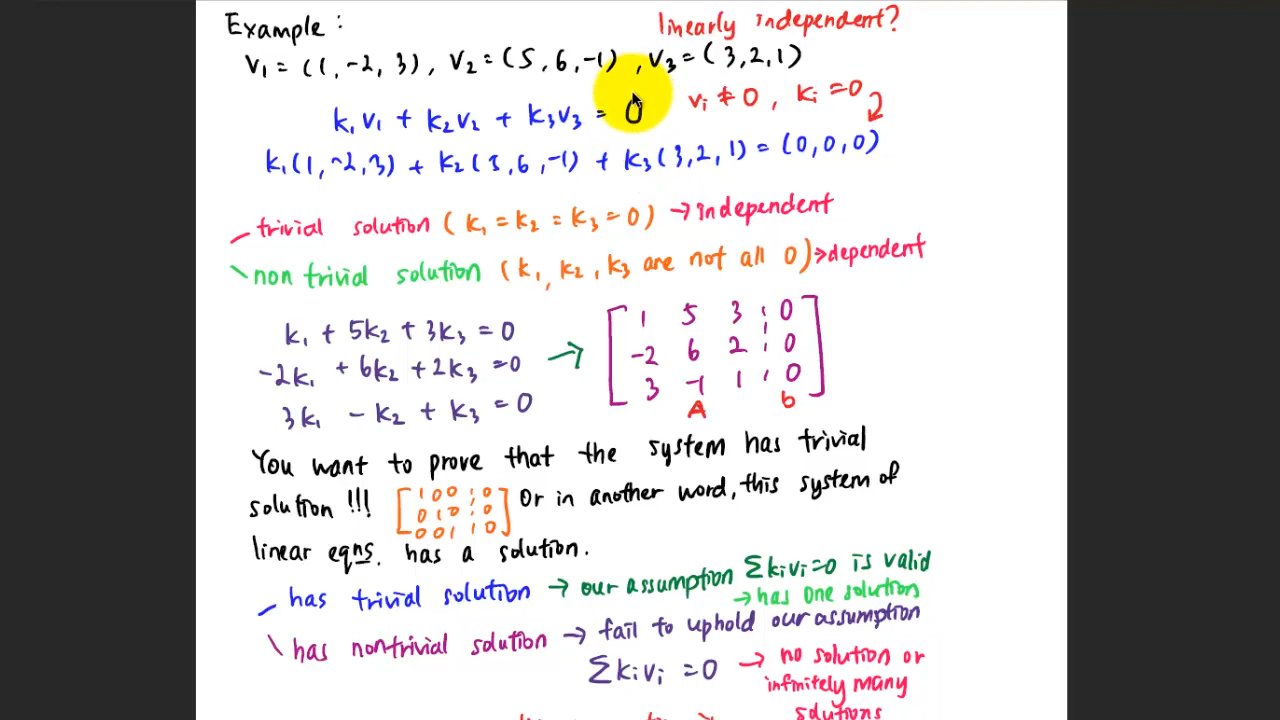 Example :
linearly independent?
V₁ = (1, -2, 3), V₂ = (5, 6, -1), V₃ = (3, 2, 1)
k₁V₁ + k₂V₂ + k₃V₃ = 0
vᵢ ≠ 0, kᵢ = 0
k₁(1, -2, 3) + k₂(5, 6, -1) + k₃(3, 2, 1) = (0, 0, 0)
trivial solution (k₁ = k₂ = k₃ = 0) → independent
non trivial solution (k₁, k₂, k₃ are not all 0) → dependent
k₁ + 5k₂ + 3k₃ = 0
-2k₁ + 6k₂ + 2k₃ = 0
3k₁ - k₂ + k₃ = 0
→
1 5 3 ¦ 0
-2 6 2 ¦ 0
3 -1 1 ¦ 0
A b
You want to prove that the system has trivial
solution !!! [1 0 0 ¦ 0
0 1 0 ¦ 0
0 0 1 ¦ 0] Or in another word, this system of
linear eqns. has a solution.
has trivial solution → our assumption Σkᵢvᵢ=0 is valid
→ has one solution
has nontrivial solution → fail to uphold our assumption
Σkᵢvᵢ = 0 → no solution or
infinitely many
solutions